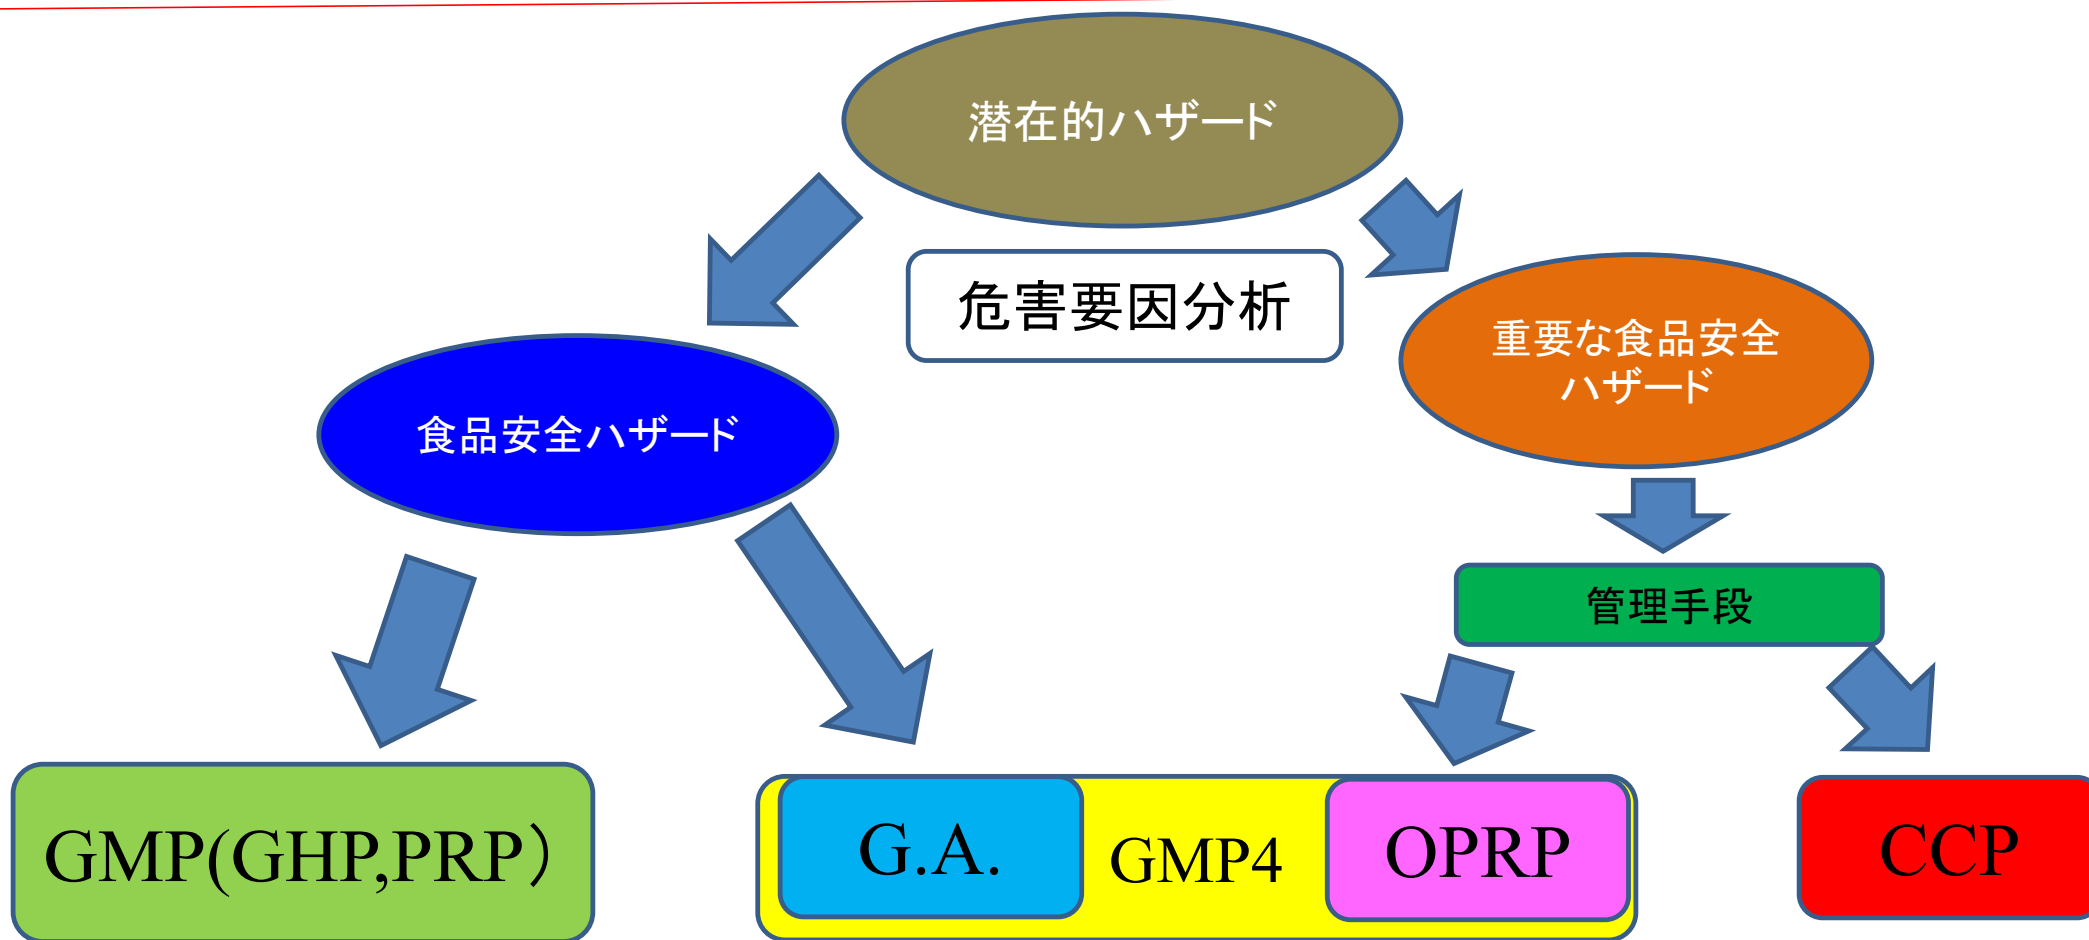 潜在的ハザード
危害要因分析
重要な食品安全
ハザード
食品安全ハザード
管理手段
GMP(GHP,PRP）
G.A.
GMP4
OPRP
CCP